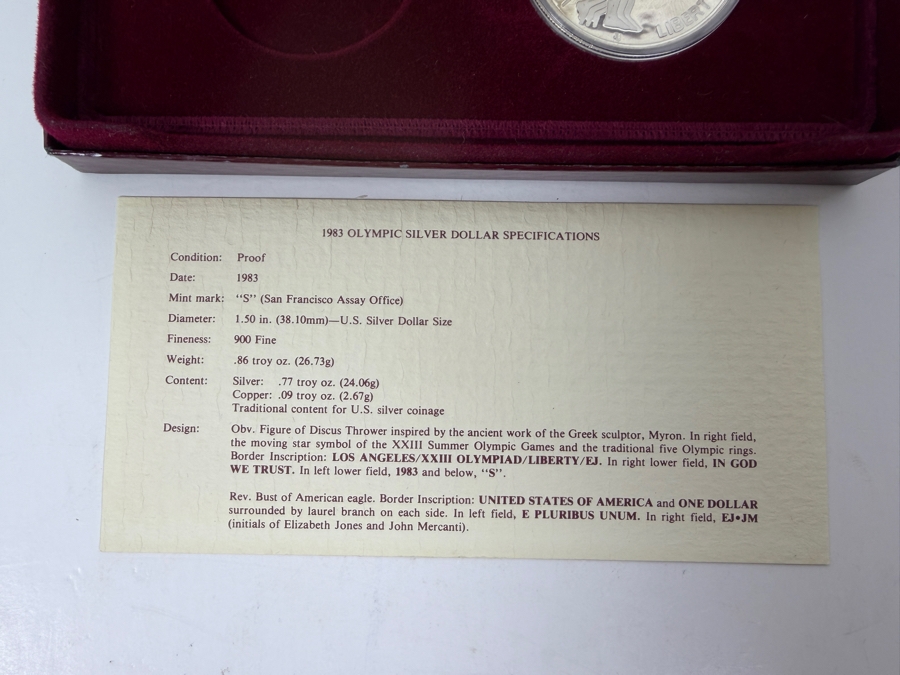 LIBERTY
1983 OLYMPIC SILVER DOLLAR SPECIFICATIONS
Condition: Proof
Date: 1983
Mint mark: "S" (San Francisco Assay Office)
Diameter: 1.50 in. (38.10mm)—U.S. Silver Dollar Size
Fineness: 900 Fine
Weight: .86 troy oz. (26.73g)
Content: Silver: .77 troy oz. (24.06g)
Copper: .09 troy oz. (2.67g)
Traditional content for U.S. silver coinage
Design: Obv. Figure of Discus Thrower inspired by the ancient work of the Greek sculptor, Myron. In right field,
the moving star symbol of the XXIII Summer Olympic Games and the traditional five Olympic rings.
Border Inscription: LOS ANGELES/XXIII OLYMPIAD/LIBERTY/EJ. In right lower field, IN GOD
WE TRUST. In left lower field, 1983 and below, "S".
Rev. Bust of American eagle. Border Inscription: UNITED STATES OF AMERICA and ONE DOLLAR
surrounded by laurel branch on each side. In left field, E PLURIBUS UNUM. In right field, EJ•JM
(initials of Elizabeth Jones and John Mercanti).